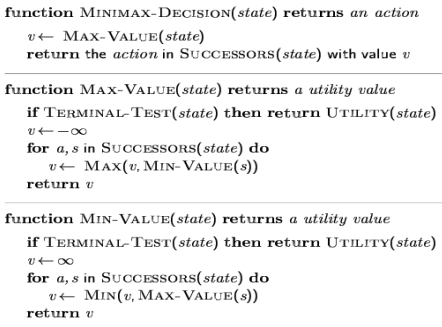 function MINIMAX-DECISION(state) returns an action
v ← MAX-VALUE(state)
return the action in SUCCESSORS(state) with value v
function MAX-VALUE(state) returns a utility value
if TERMINAL-TEST(state) then return UTILITY(state)
v ← −∞
for a, s in SUCCESSORS(state) do
v ← MAX(v, MIN-VALUE(s))
return v
function MIN-VALUE(state) returns a utility value
if TERMINAL-TEST(state) then return UTILITY(state)
v ← ∞
for a, s in SUCCESSORS(state) do
v ← MIN(v, MAX-VALUE(s))
return v